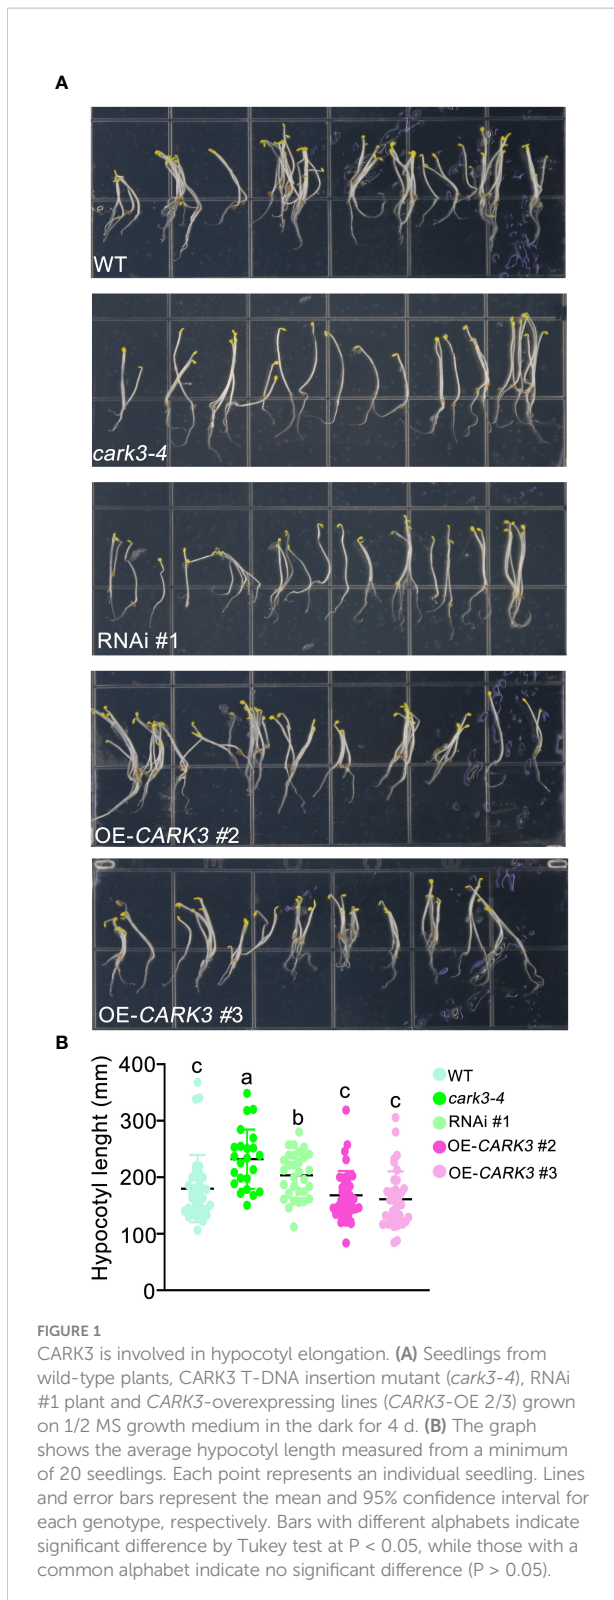 A
WT
cark3-4
RNAi #1
OE-CARK3 #2
OE-CARK3 #3
B
Hypocotyl lenght (mm)
400
300
200
100
0
c
a
b
c
c
WT
cark3-4
RNAi #1
OE-CARK3 #2
OE-CARK3 #3
FIGURE 1
CARK3 is involved in hypocotyl elongation. (A) Seedlings from
wild-type plants, CARK3 T-DNA insertion mutant (cark3-4), RNAi
#1 plant and CARK3-overexpressing lines (CARK3-OE 2/3) grown
on 1/2 MS growth medium in the dark for 4 d. (B) The graph
shows the average hypocotyl length measured from a minimum
of 20 seedlings. Each point represents an individual seedling. Lines
and error bars represent the mean and 95% confidence interval for
each genotype, respectively. Bars with different alphabets indicate
significant difference by Tukey test at P < 0.05, while those with a
common alphabet indicate no significant difference (P > 0.05).